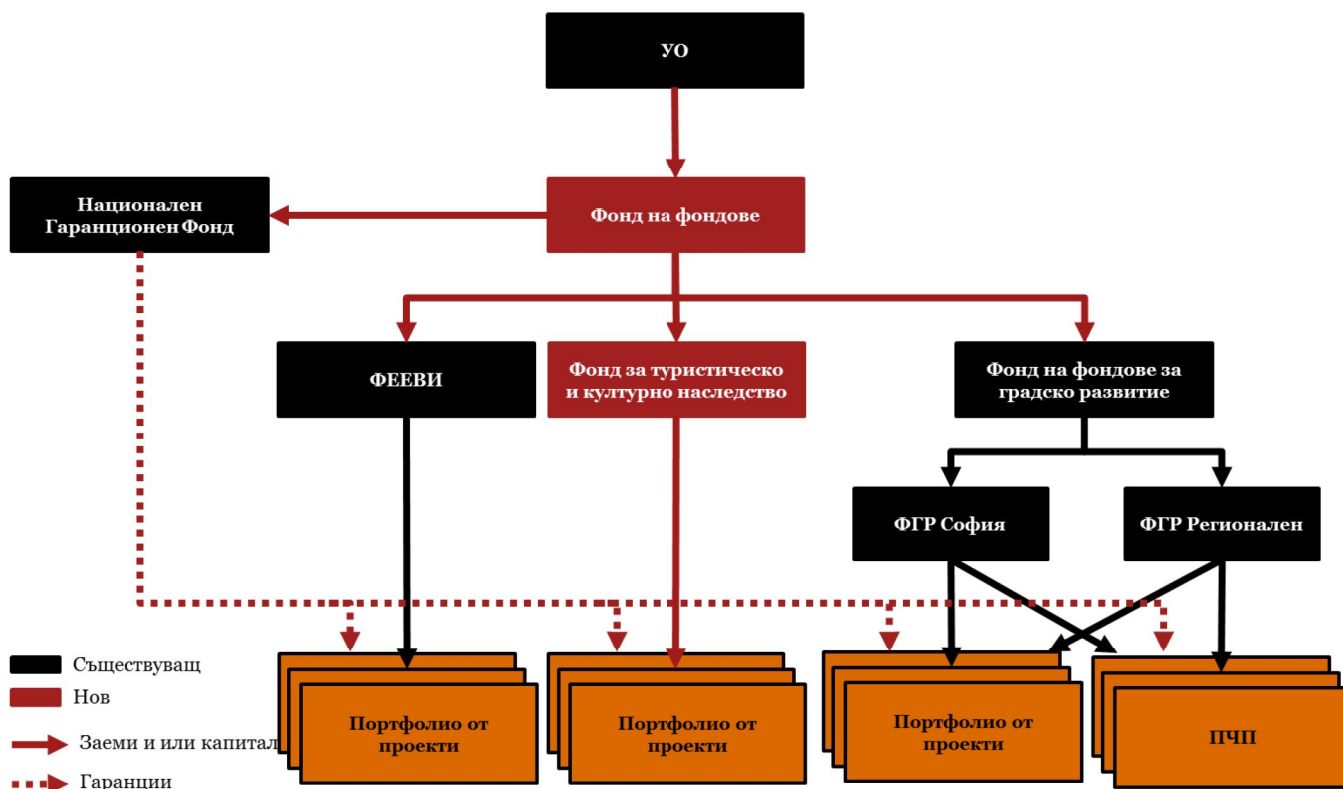 УО
Национален
Гаранционен Фонд
Фонд на фондове
ФЕЕВИ
Фонд за туристическо
и културно наследство
Фонд на фондове за
градско развитие
ФГР София
ФГР Регионален
Съществуващ
Нов
Заеми и или капитал
Гаранции
Портфолио от
проекти
Портфолио от
проекти
Портфолио от
проекти
ПЧП